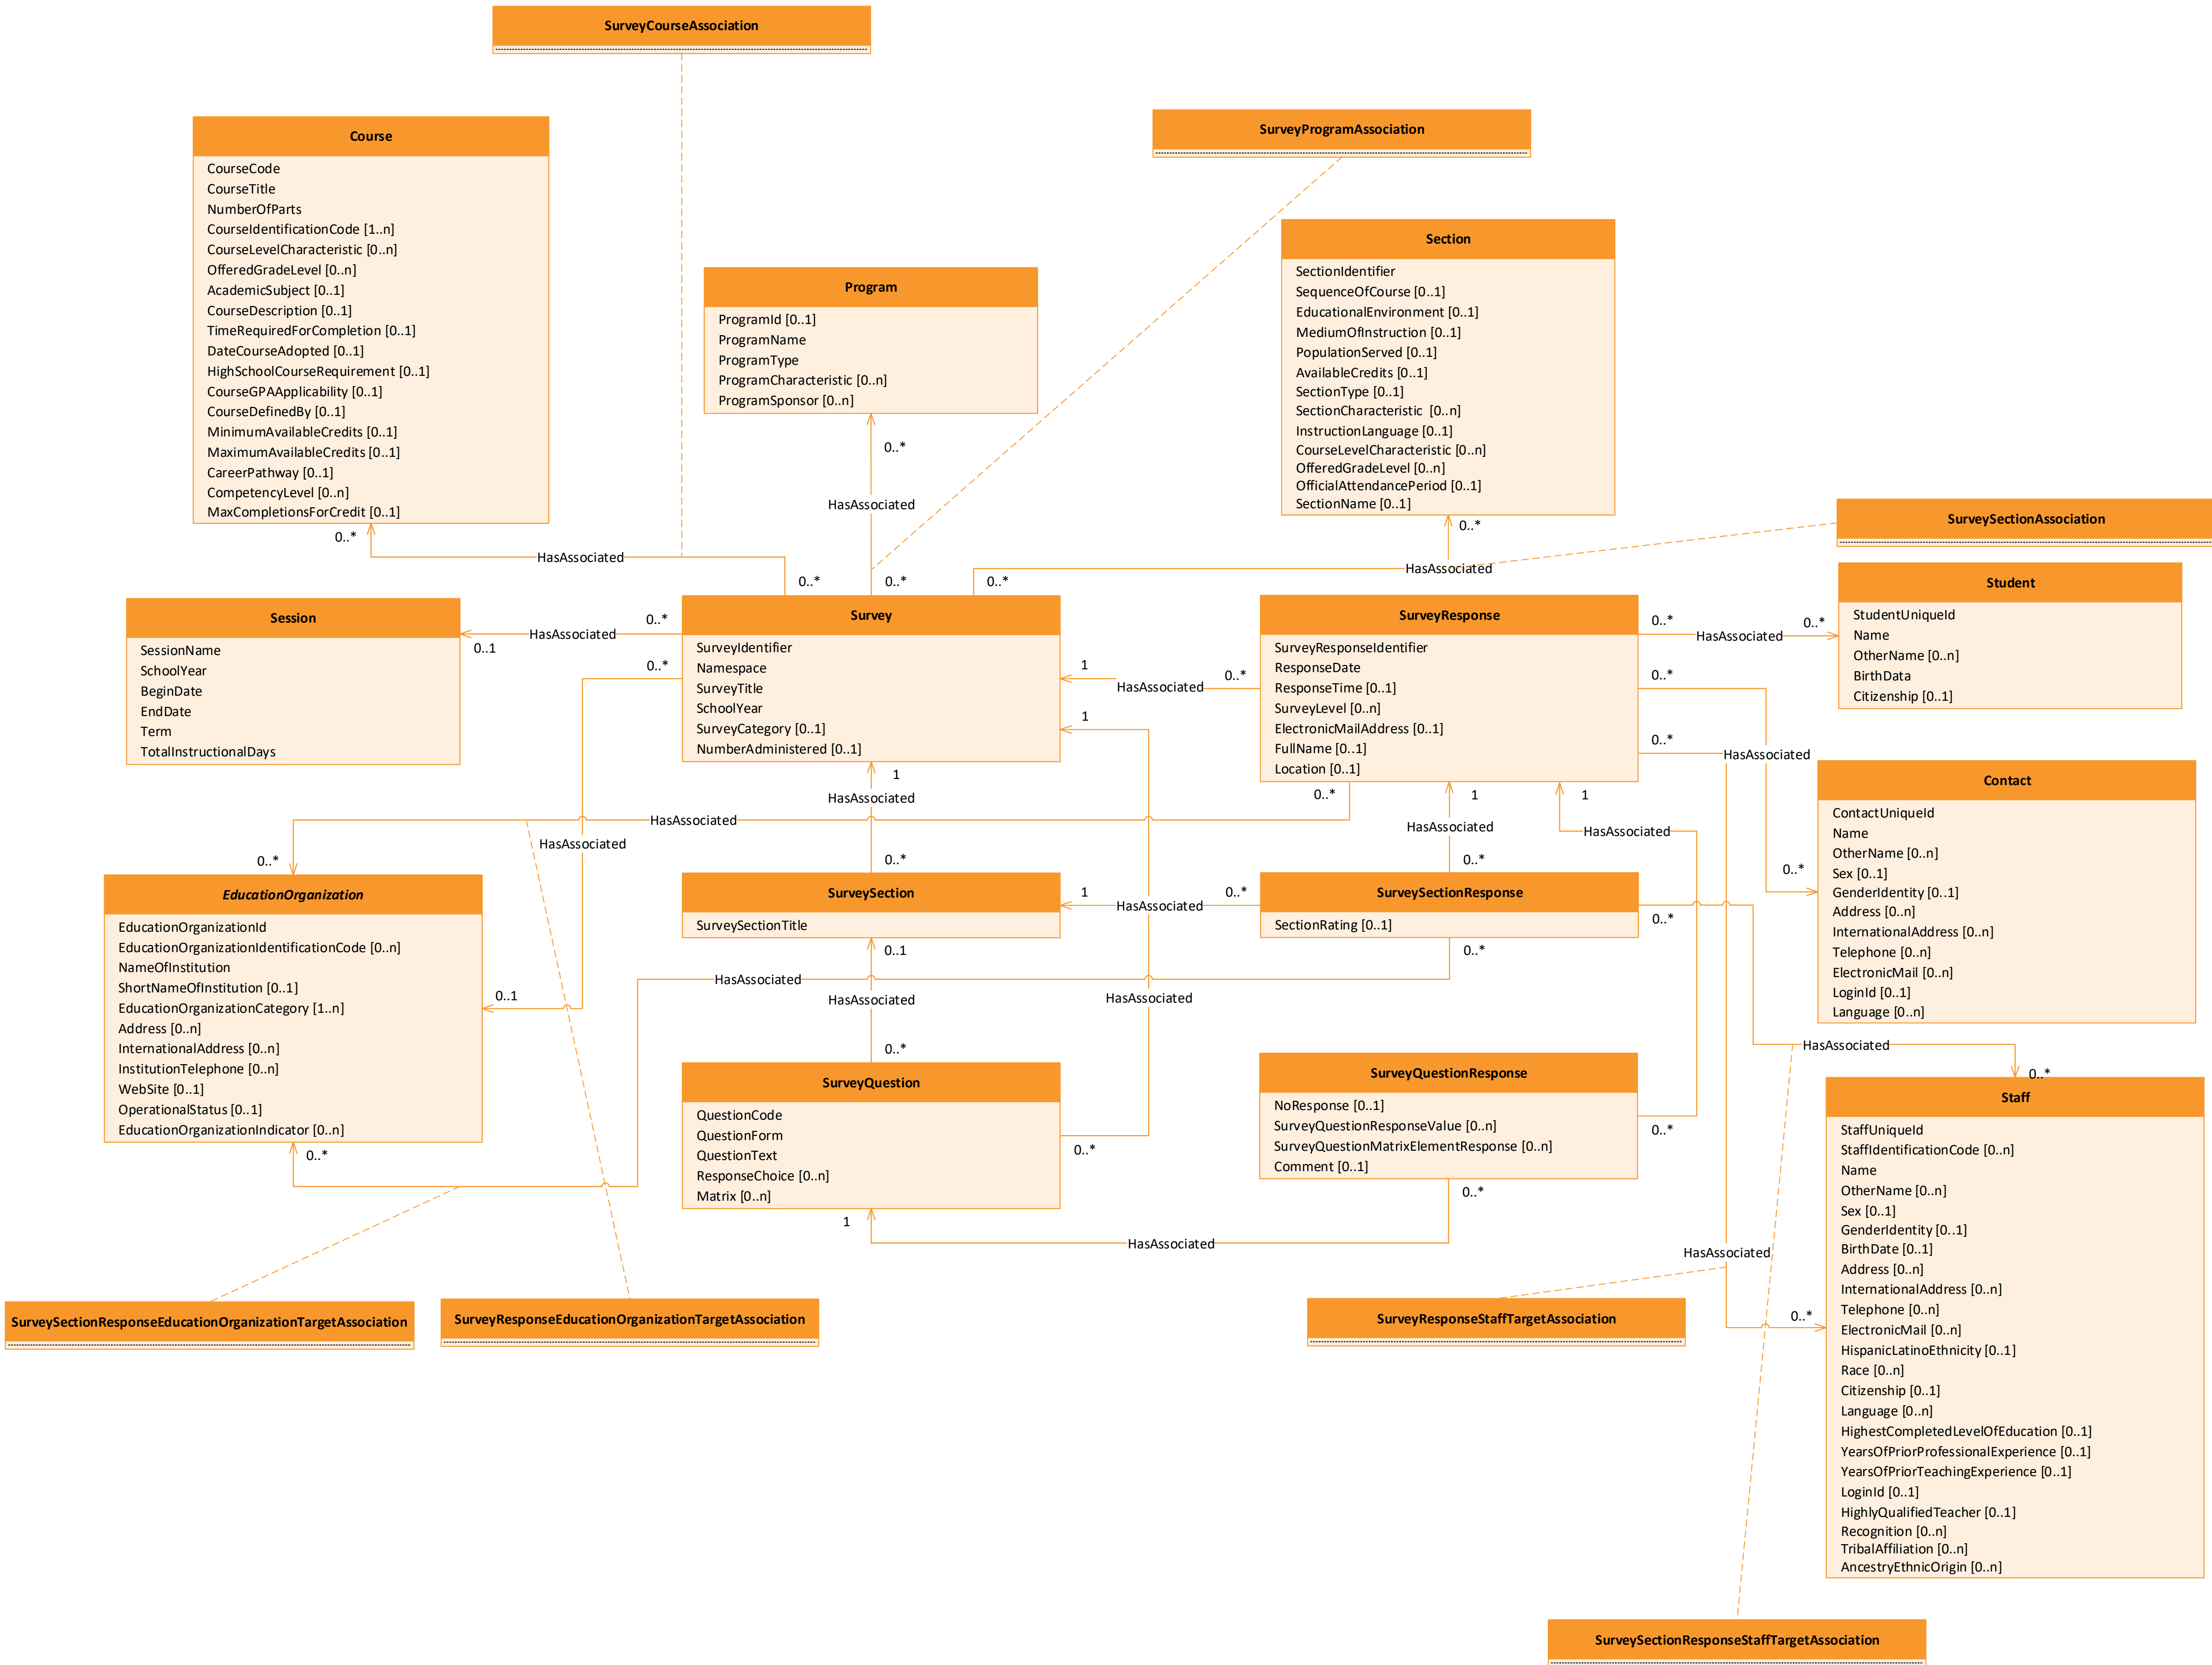 SurveyCourseAssociation
SurveyProgramAssociation
Course
CourseCode
CourseTitle
NumberOfParts
CourseIdentificationCode [1..n]
CourseLevelCharacteristic [0..n]
OfferedGradeLevel [0..n]
AcademicSubject [0..1]
CourseDescription [0..1]
TimeRequiredForCompletion [0..1]
DateCourseAdopted [0..1]
HighSchoolCourseRequirement [0..1]
CourseGPAApplicability [0..1]
CourseDefinedBy [0..1]
MinimumAvailableCredits [0..1]
MaximumAvailableCredits [0..1]
CareerPathway [0..1]
CompetencyLevel [0..n]
MaxCompletionsForCredit [0..1]
Program
ProgramId [0..1]
ProgramName
ProgramType
ProgramCharacteristic [0..n]
ProgramSponsor [0..n]
Section
SectionIdentifier
SequenceOfCourse [0..1]
EducationalEnvironment [0..1]
MediumOfInstruction [0..1]
PopulationServed [0..1]
AvailableCredits [0..1]
SectionType [0..1]
SectionCharacteristic  [0..n]
InstructionLanguage [0..1]
CourseLevelCharacteristic [0..n]
OfferedGradeLevel [0..n]
OfficialAttendancePeriod [0..1]
SectionName [0..1]
0..*
HasAssociated
0..*
0..*
HasAssociated
0..*
0..*
0..*
HasAssociated
SurveySectionAssociation
Session
SessionName
SchoolYear
BeginDate
EndDate
Term
TotalInstructionalDays
0..*
HasAssociated
0..1
0..*
Survey
SurveyIdentifier
Namespace
SurveyTitle
SchoolYear
SurveyCategory [0..1]
NumberAdministered [0..1]
1
HasAssociated
0..*
1
SurveyResponse
SurveyResponseIdentifier
ResponseDate
ResponseTime [0..1]
SurveyLevel [0..n]
ElectronicMailAddress [0..1]
FullName [0..1]
Location [0..1]
0..*
HasAssociated
0..*
0..*
0..*
HasAssociated
Student
StudentUniqueId
Name
OtherName [0..n]
BirthData
Citizenship [0..1]
Contact
ContactUniqueId
Name
OtherName [0..n]
Sex [0..1]
GenderIdentity [0..1]
Address [0..n]
InternationalAddress [0..n]
Telephone [0..n]
ElectronicMail [0..n]
LoginId [0..1]
Language [0..n]
0..*
1
HasAssociated
0..*
0..*
HasAssociated
HasAssociated
0..*
1
HasAssociated
0..*
1
HasAssociated
EducationOrganization
EducationOrganizationId
EducationOrganizationIdentificationCode [0..n]
NameOfInstitution
ShortNameOfInstitution [0..1]
EducationOrganizationCategory [1..n]
Address [0..n]
InternationalAddress [0..n]
InstitutionTelephone [0..n]
WebSite [0..1]
OperationalStatus [0..1]
EducationOrganizationIndicator [0..n]
0..1
0..*
SurveySection
SurveySectionTitle
1
HasAssociated
0..*
SurveySectionResponse
SectionRating [0..1]
0..*
0..*
0..1
HasAssociated
HasAssociated
0..*
HasAssociated
HasAssociated
0..*
SurveyQuestion
QuestionCode
QuestionForm
QuestionText
ResponseChoice [0..n]
Matrix [0..n]
0..*
1
SurveyQuestionResponse
NoResponse [0..1]
SurveyQuestionResponseValue [0..n]
SurveyQuestionMatrixElementResponse [0..n]
Comment [0..1]
0..*
0..*
HasAssociated
HasAssociated
0..*
Staff
StaffUniqueId
StaffIdentificationCode [0..n]
Name
OtherName [0..n]
Sex [0..1]
GenderIdentity [0..1]
BirthDate [0..1]
Address [0..n]
InternationalAddress [0..n]
Telephone [0..n]
ElectronicMail [0..n]
HispanicLatinoEthnicity [0..1]
Race [0..n]
Citizenship [0..1]
Language [0..n]
HighestCompletedLevelOfEducation [0..1]
YearsOfPriorProfessionalExperience [0..1]
YearsOfPriorTeachingExperience [0..1]
LoginId [0..1]
HighlyQualifiedTeacher [0..1]
Recognition [0..n]
TribalAffiliation [0..n]
AncestryEthnicOrigin [0..n]
SurveySectionResponseEducationOrganizationTargetAssociation
SurveyResponseEducationOrganizationTargetAssociation
SurveyResponseStaffTargetAssociation
SurveySectionResponseStaffTargetAssociation